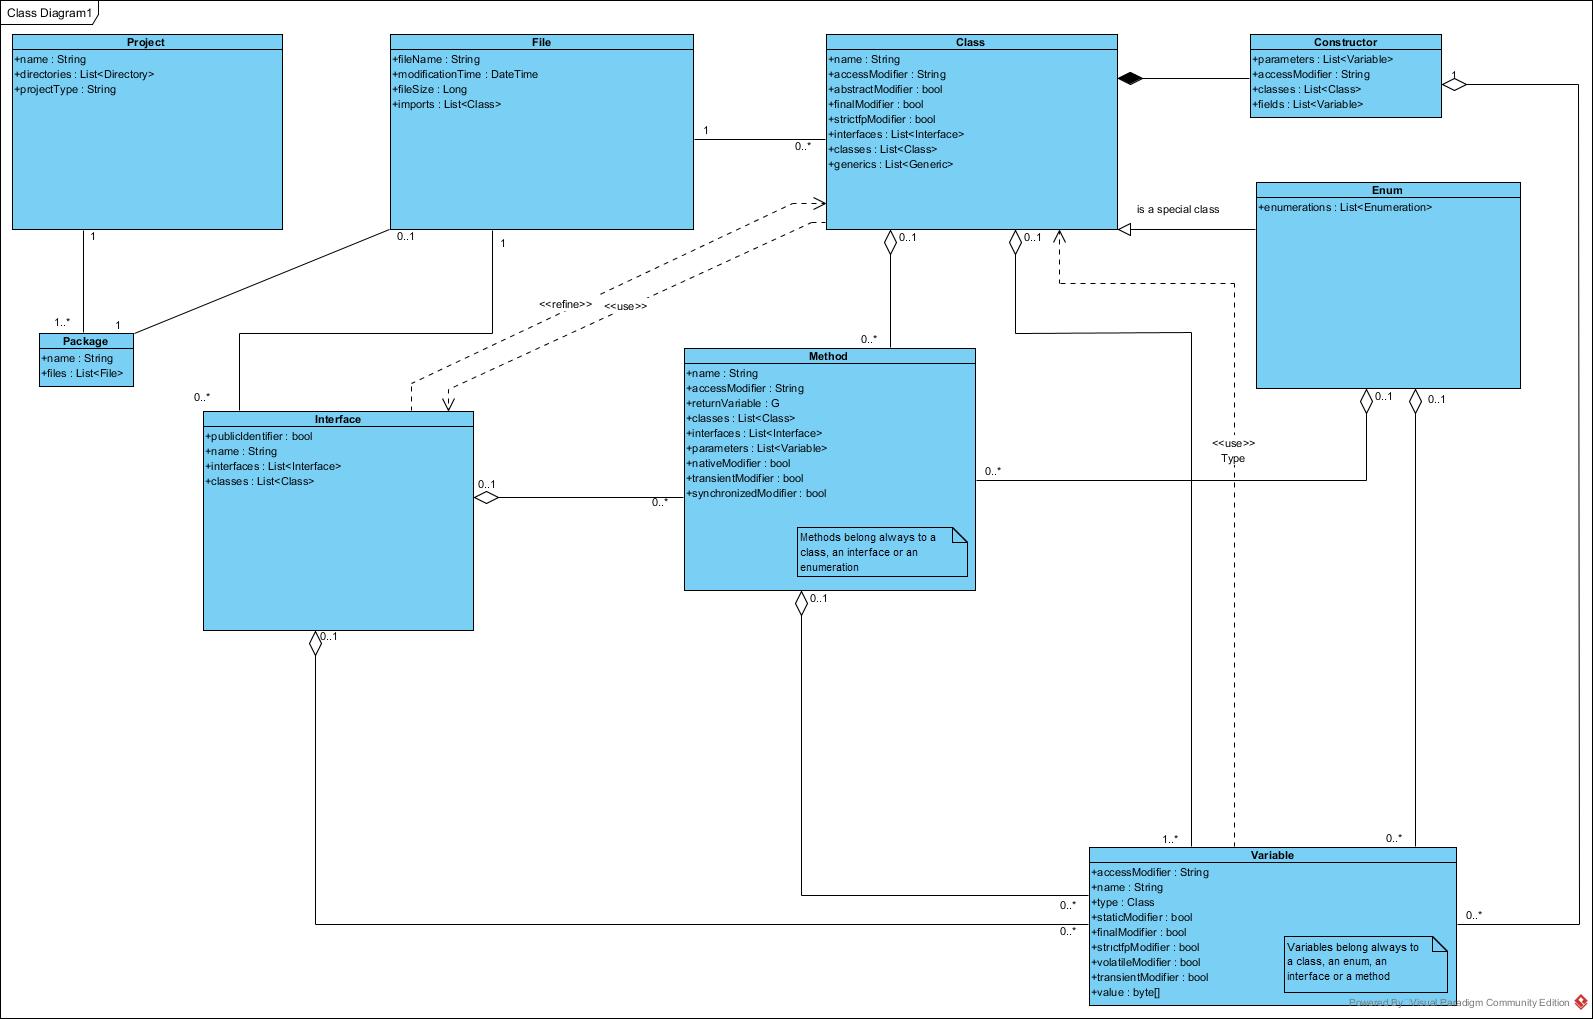 Class Diagram1
Project
+name : String
+directories : List<Directory>
+projectType : String
File
+fileName : String
+modificationTime : DateTime
+fileSize : Long
+imports : List<Class>
Class
+name : String
+accessModifier : String
+abstractModifier : bool
+finalModifier : bool
+strictfpModifier : bool
+interfaces : List<Interface>
+classes : List<Class>
+generics : List<Generic>
Constructor
+parameters : List<Variable>
+accessModifier : String
+classes : List<Class>
+fields : List<Variable>
1
1
0..*
Enum
+enumerations : List<Enumeration>
is a special class
1
0..1
1
0..1
0..1
<<refine>>
<<use>>
1..*
1
Package
+name : String
+files : List<File>
0..*
0..*
Method
+name : String
+accessModifier : String
+returnVariable : G
+classes : List<Class>
+interfaces : List<Interface>
+parameters : List<Variable>
+nativeModifier : bool
+transientModifier : bool
+synchronizedModifier : bool
Methods belong always to a
class, an interface or an
enumeration
0..1
0..1
Interface
+publicIdentifier : bool
+name : String
+interfaces : List<Interface>
+classes : List<Class>
<<use>>
Type
0..*
0..1
0..*
0..1
0..1
1..*
0..*
Variable
+accessModifier : String
+name : String
+type : Class
+staticModifier : bool
+finalModifier : bool
+strictfpModifier : bool
+volatileModifier : bool
+transientModifier : bool
+value : byte[]
Variables belong always to
a class, an enum, an
interface or a method
0..*
0..*
0..*
Powered By Visual Paradigm Community Edition